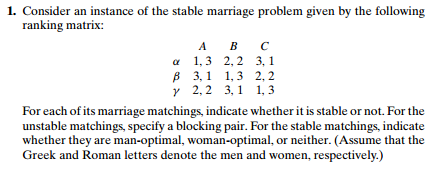 1. Consider an instance of the stable marriage problem given by the following
ranking matrix:
A B C
α 1, 3 2, 2 3, 1
β 3, 1 1, 3 2, 2
γ 2, 2 3, 1 1, 3
For each of its marriage matchings, indicate whether it is stable or not. For the
unstable matchings, specify a blocking pair. For the stable matchings, indicate
whether they are man-optimal, woman-optimal, or neither. (Assume that the
Greek and Roman letters denote the men and women, respectively.)